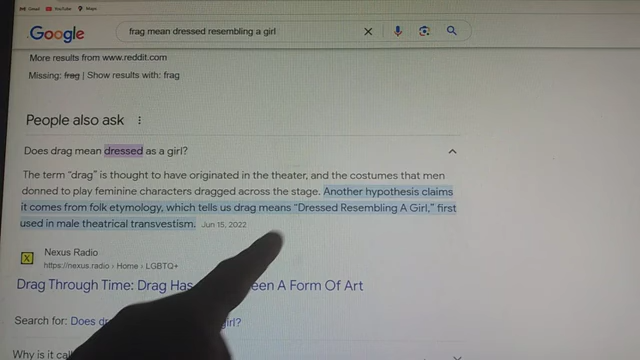 Gmail YouTube Maps
Google frag mean dressed resembling a girl
More results from www.reddit.com
Missing: frag | Show results with: frag
People also ask
Does drag mean dressed as a girl?
The term “drag” is thought to have originated in the theater, and the costumes that men
donned to play feminine characters dragged across the stage. Another hypothesis claims
it comes from folk etymology, which tells us drag means “Dressed Resembling A Girl,” first
used in male theatrical transvestism. Jun 15, 2022
Nexus Radio
https://nexus.radio › Home › LGBTQ+
Drag Through Time: Drag Has een A Form Of Art
Search for: Does dr girl?
Why is it cal